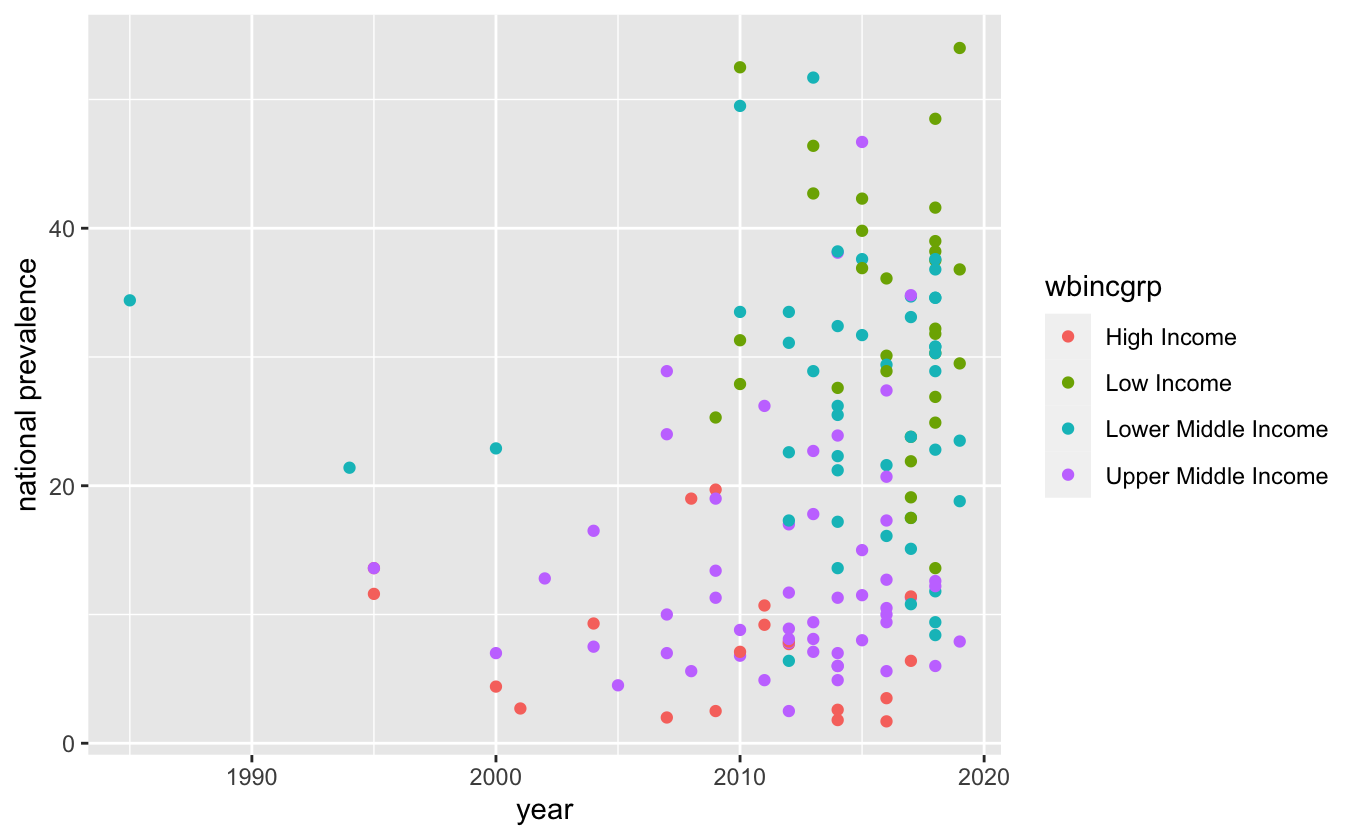 40
20
0
national prevalence
1990
2000
2010
2020
year
wbincgrp
High Income
Low Income
Lower Middle Income
Upper Middle Income